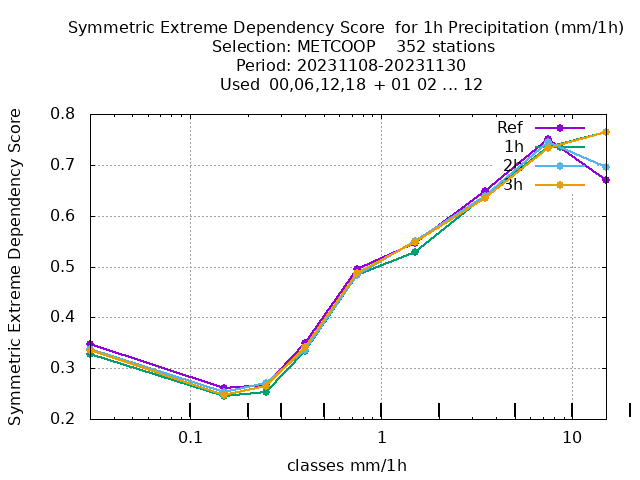 Symmetric Extreme Dependency Score  for 1h Precipitation (mm/1h)
Selection: METCOOP    352 stations
Period: 20231108-20231130
Used  00,06,12,18  + 01 02 ... 12
Symmetric Extreme Dependency Score
0.8
0.7
0.6
0.5
0.4
0.3
0.2
Ref
1h
2h
3h
0.1
1
10
classes mm/1h